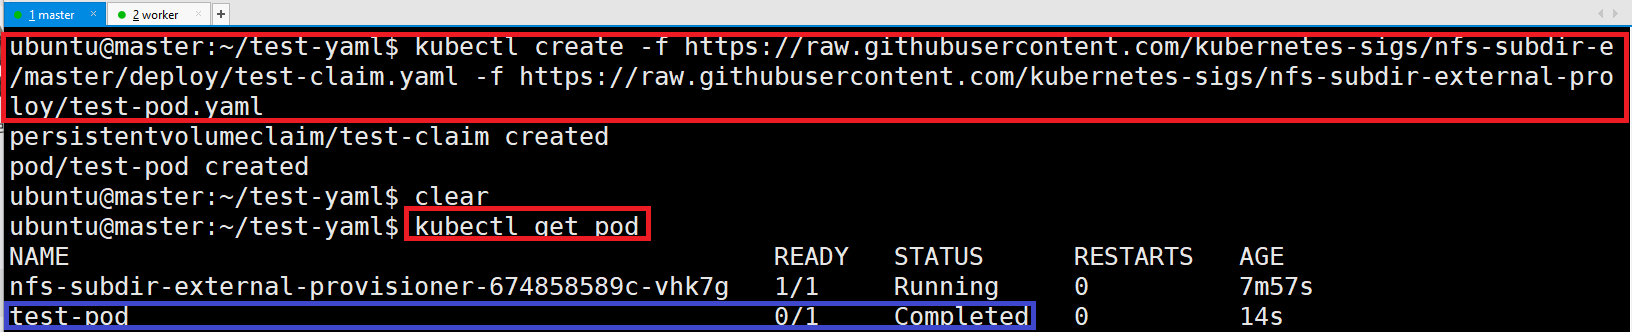 1 master × 2 worker × +
ubuntu@master:~/test-yaml$ kubectl create -f https://raw.githubusercontent.com/kubernetes-sigs/nfs-subdir-e
/master/deploy/test-claim.yaml -f https://raw.githubusercontent.com/kubernetes-sigs/nfs-subdir-external-pro
loy/test-pod.yaml
persistentvolumeclaim/test-claim created
pod/test-pod created
ubuntu@master:~/test-yaml$ clear
ubuntu@master:~/test-yaml$ kubectl get pod
NAME READY STATUS RESTARTS AGE
nfs-subdir-external-provisioner-674858589c-vhk7g 1/1 Running 0 7m57s
test-pod 0/1 Completed 0 14s